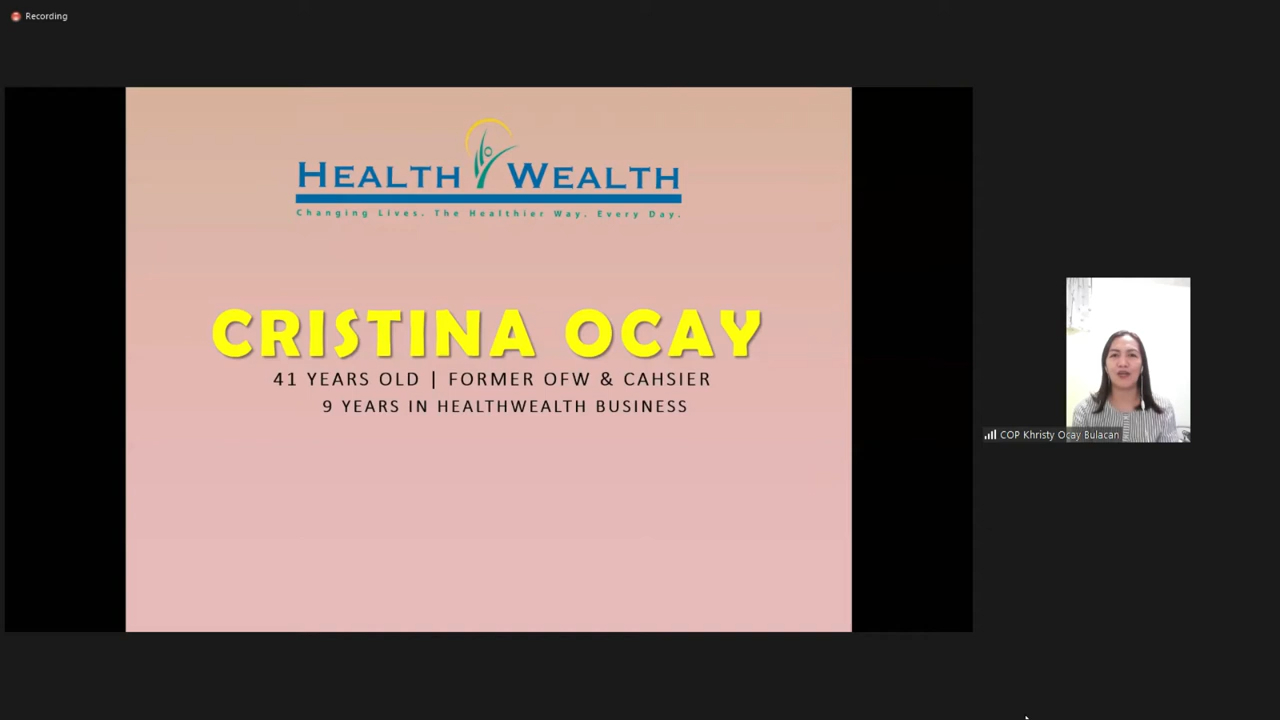 Recording
HEALTH WEALTH
Changing Lives. The Healthier Way. Every Day.
CRISTINA OCAY
41 YEARS OLD | FORMER OFW & CAHSIER
9 YEARS IN HEALTHWEALTH BUSINESS
COP Khristy Ocay Bulacan